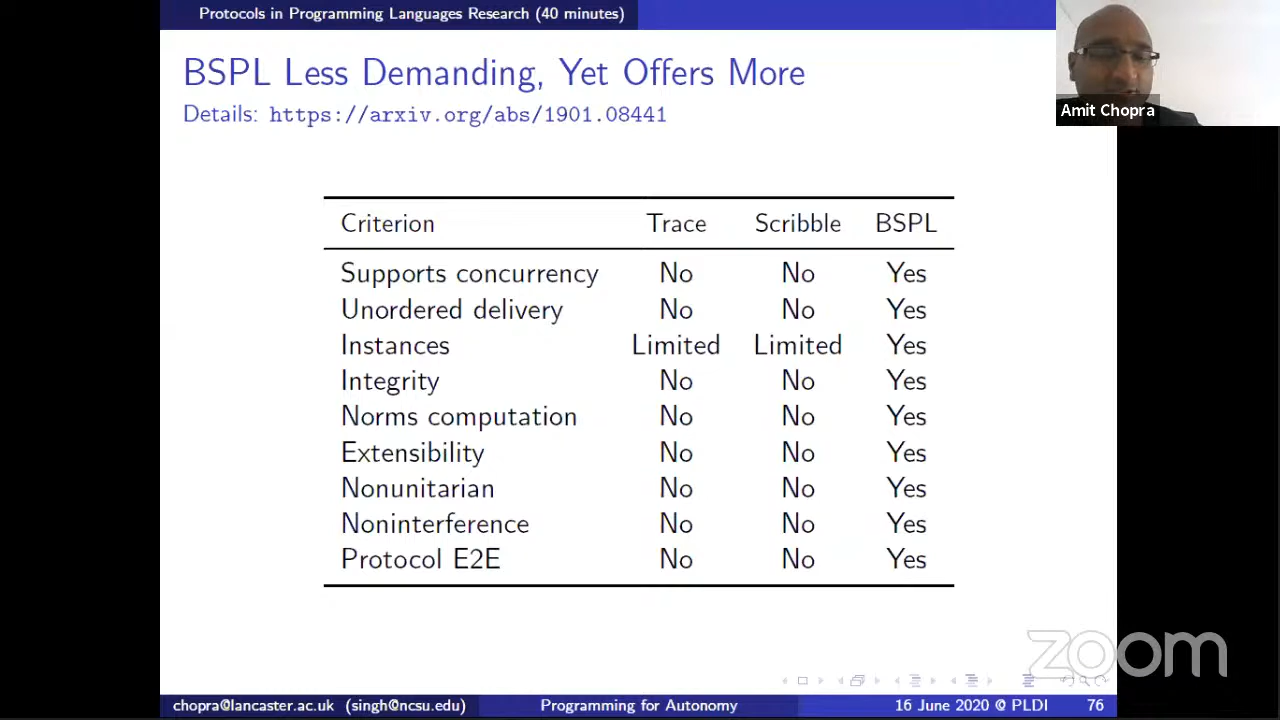 Protocols in Programming Languages Research (40 minutes)
BSPL Less Demanding, Yet Offers More
Details: https://arxiv.org/abs/1901.08441
Amit Chopra
Criterion Trace Scribble BSPL
Supports concurrency No No Yes
Unordered delivery No No Yes
Instances Limited Limited Yes
Integrity No No Yes
Norms computation No No Yes
Extensibility No No Yes
Nonunitarian No No Yes
Noninterference No No Yes
Protocol E2E No No Yes
zoom
chopra@lancaster.ac.uk (singh@ncsu.edu) Programming for Autonomy 16 June 2020 @ PLDI 76